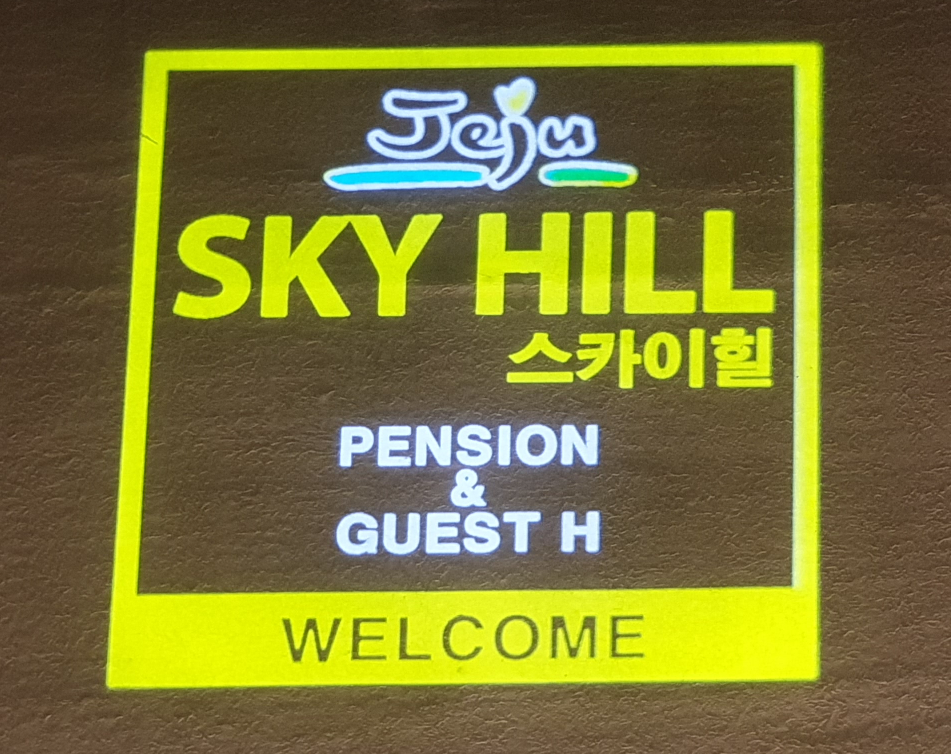 Jeju
SKY HILL
스카이힐
PENSION
&
GUEST H
WELCOME